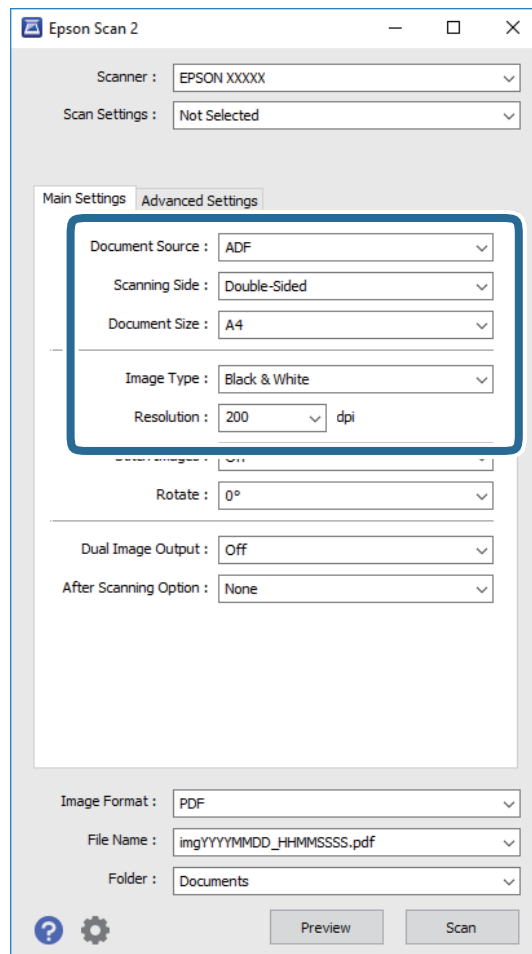 Epson Scan 2
Scanner : EPSON XXXXX
Scan Settings : Not Selected
Main Settings Advanced Settings
Document Source : ADF
Scanning Side : Double-Sided
Document Size : A4
Image Type : Black & White
Resolution : 200 dpi
Rotate : 0°
Dual Image Output : Off
After Scanning Option : None
Image Format : PDF
File Name : imgYYYYMMDD_HHMMSSSS.pdf
Folder : Documents
? Preview Scan